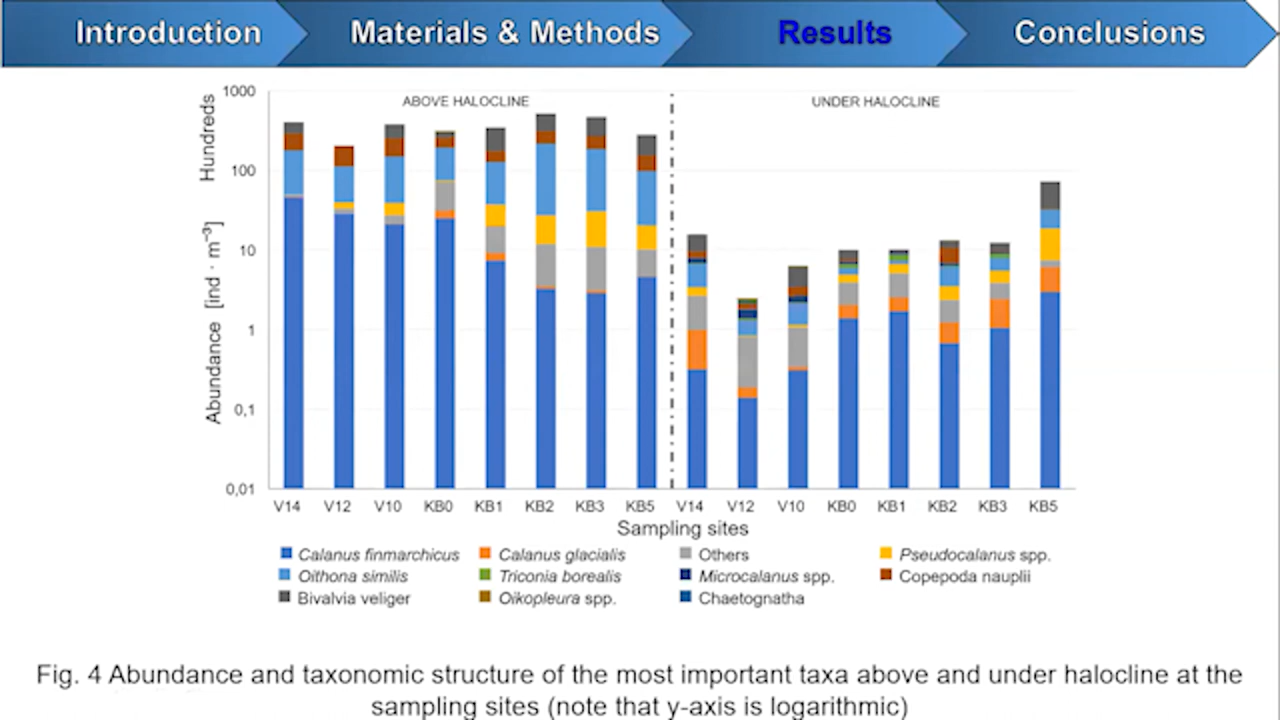 Introduction
Materials & Methods
Results
Conclusions
ABOVE HALOCLINE
UNDER HALOCLINE
Hundreds
Abundance [ind · m⁻³]
1000
100
10
1
0,1
0,01
V14 V12 V10 KB0 KB1 KB2 KB3 KB5 V14 V12 V10 KB0 KB1 KB2 KB3 KB5
Sampling sites
Calanus finmarchicus Calanus glacialis Others Pseudocalanus spp.
Oithona similis Triconia borealis Microcalanus spp. Copepoda nauplii
Bivalvia veliger Oikopleura spp. Chaetognatha
Fig. 4 Abundance and taxonomic structure of the most important taxa above and under halocline at the
sampling sites (note that y-axis is logarithmic)